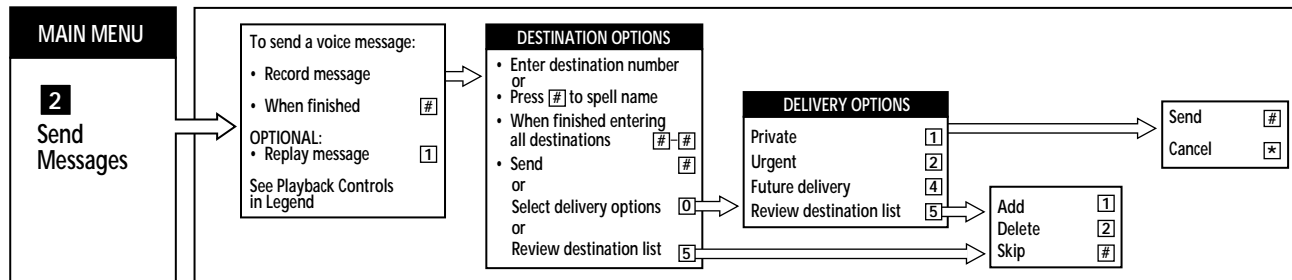 MAIN MENU
2
Send
Messages
To send a voice message:
• Record message
• When finished #
OPTIONAL:
• Replay message 1
See Playback Controls
in Legend
DESTINATION OPTIONS
• Enter destination number
or
• Press # to spell name
• When finished entering
all destinations #–#
• Send #
or
Select delivery options 0
or
Review destination list 5
DELIVERY OPTIONS
Private 1
Urgent 2
Future delivery 4
Review destination list 5
Send #
Cancel *
Add 1
Delete 2
Skip #